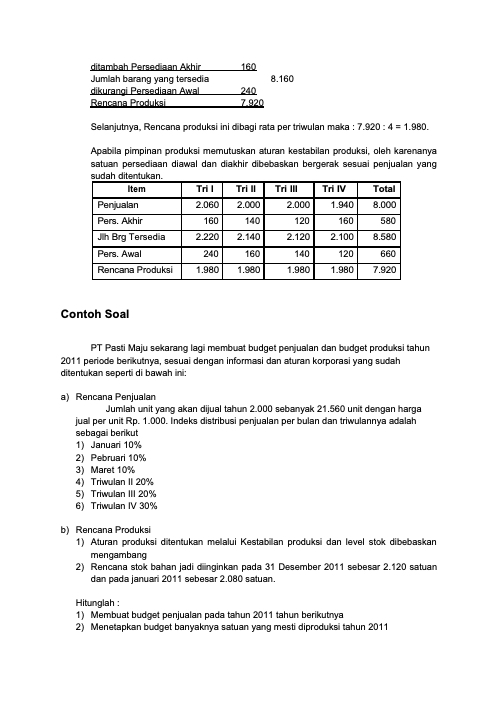 ditambah Persediaan Akhir 160
Jumlah barang yang tersedia 8.160
dikurangi Persediaan Awal 240
Rencana Produksi 7.920
Selanjutnya, Rencana produksi ini dibagi rata per triwulan maka : 7.920 : 4 = 1.980.
Apabila pimpinan produksi memutuskan aturan kestabilan produksi, oleh karenanya
satuan persediaan diawal dan diakhir dibebaskan bergerak sesuai penjualan yang
sudah ditentukan.
Item Tri I Tri II Tri III Tri IV Total
Penjualan 2.060 2.000 2.000 1.940 8.000
Pers. Akhir 160 140 120 160 580
Jlh Brg Tersedia 2.220 2.140 2.120 2.100 8.580
Pers. Awal 240 160 140 120 660
Rencana Produksi 1.980 1.980 1.980 1.980 7.920
Contoh Soal
PT Pasti Maju sekarang lagi membuat budget penjualan dan budget produksi tahun
2011 periode berikutnya, sesuai dengan informasi dan aturan korporasi yang sudah
ditentukan seperti di bawah ini:
a) Rencana Penjualan
Jumlah unit yang akan dijual tahun 2.000 sebanyak 21.560 unit dengan harga
jual per unit Rp. 1.000. Indeks distribusi penjualan per bulan dan triwulannya adalah
sebagai berikut
1) Januari 10%
2) Pebruari 10%
3) Maret 10%
4) Triwulan II 20%
5) Triwulan III 20%
6) Triwulan IV 30%
b) Rencana Produksi
1) Aturan produksi ditentukan melalui Kestabilan produksi dan level stok dibebaskan
mengambang
2) Rencana stok bahan jadi diinginkan pada 31 Desember 2011 sebesar 2.120 satuan
dan pada januari 2011 sebesar 2.080 satuan.
Hitunglah :
1) Membuat budget penjualan pada tahun 2011 tahun berikutnya
2) Menetapkan budget banyaknya satuan yang mesti diproduksi tahun 2011